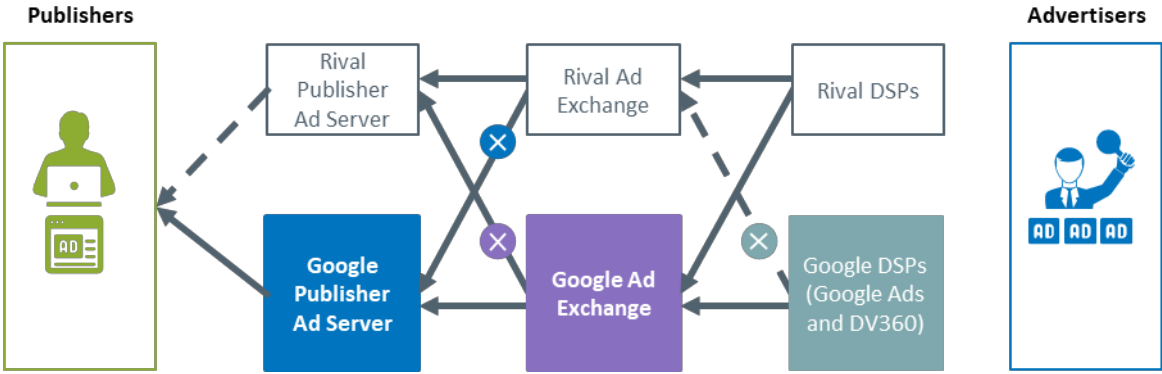 Publishers
Advertisers
Rival
Publisher
Ad Server
Rival Ad
Exchange
Rival DSPs
AD
AD AD AD
Google
Publisher
Ad Server
Google Ad
Exchange
Google DSPs
(Google Ads
and DV360)